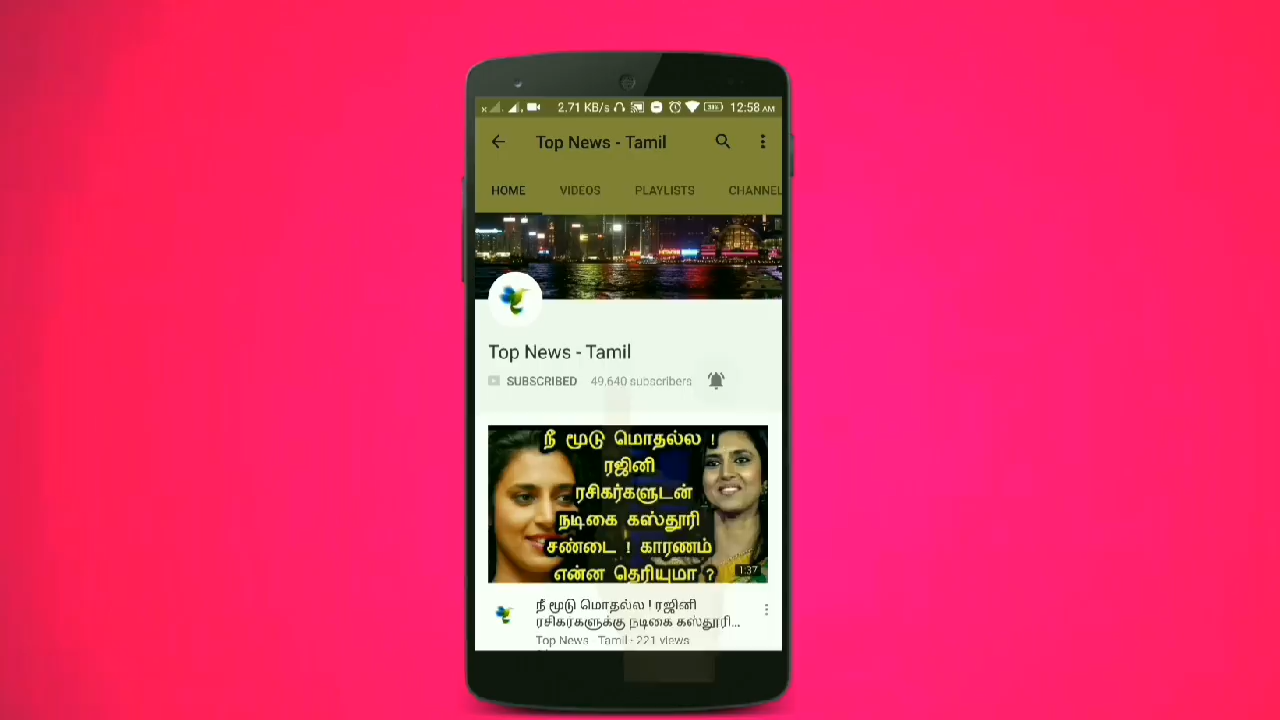 2.71 KB/s 12:58 AM
Top News - Tamil
HOME VIDEOS PLAYLISTS CHANNEL
Top News - Tamil
SUBSCRIBED 49,640 subscribers
நீ மூடு மொதல்ல !
ரஜினி
ரசிகர்களுடன்
நடிகை கஸ்தூரி
சண்டை ! காரணம்
என்ன தெரியுமா ?
1:37
நீ மூடு மொதல்ல ! ரஜினி
ரசிகர்களுக்கு நடிகை கஸ்தூரி...
Top News - Tamil · 221 views